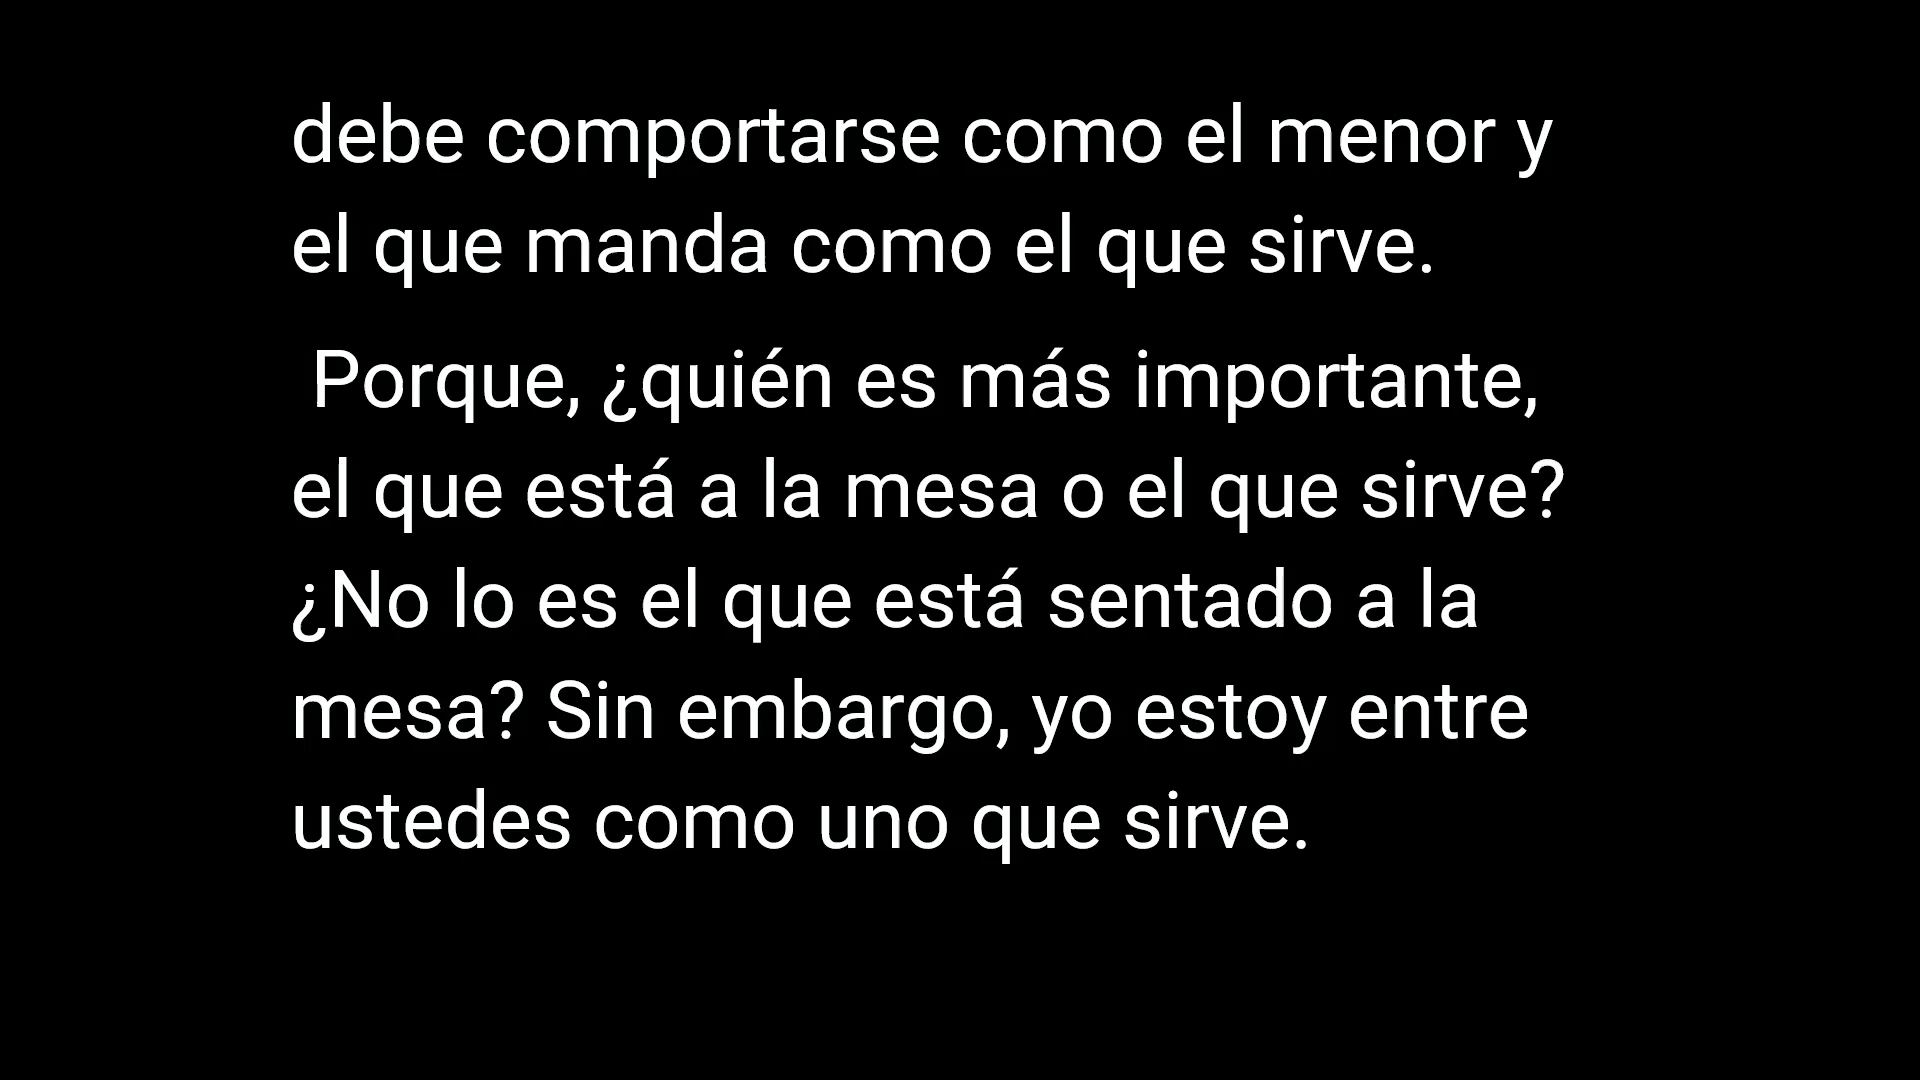 debe comportarse como el menor y
el que manda como el que sirve.
Porque, ¿quién es más importante,
el que está a la mesa o el que sirve?
¿No lo es el que está sentado a la
mesa? Sin embargo, yo estoy entre
ustedes como uno que sirve.